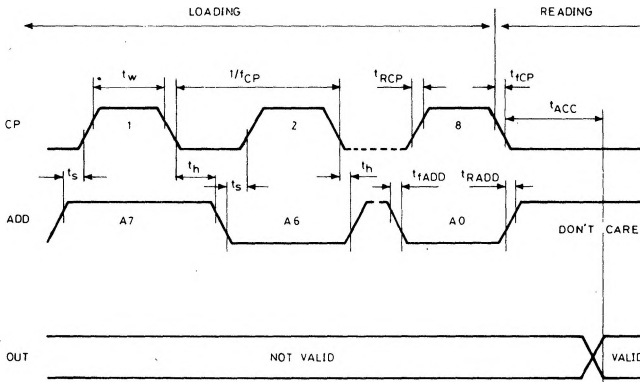 LOADING
READING
tw
1/fCP
tRCP
tfCP
tACC
CP
1
2
8
ts
th
ts
th
tfADD
tRADD
ADD
A7
A6
A0
DON'T CARE
OUT
NOT VALID
VALID